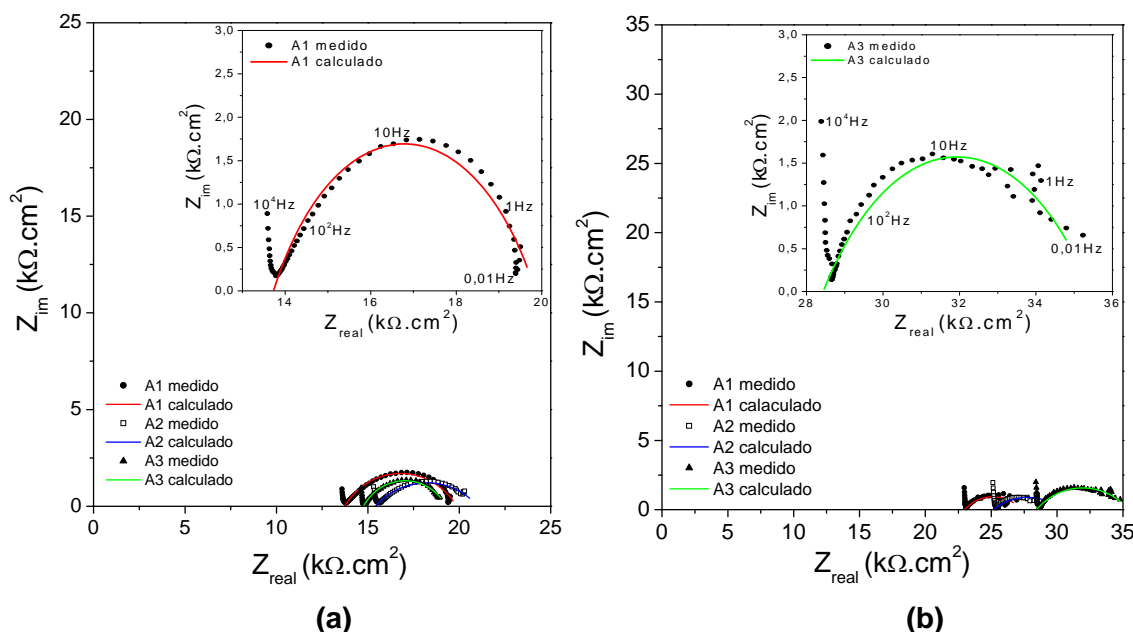 25
20
15
10
5
0
0
5
10
15
20
25
Z_im (kΩ.cm²)
Z_real (kΩ.cm²)
3,0
2,5
2,0
1,5
1,0
0,5
0,0
14
16
18
20
Z_im (kΩ.cm²)
Z_real (kΩ.cm²)
A1 medido
A1 calculado
10⁴Hz
10²Hz
10Hz
1Hz
0,01Hz
A1 medido
A1 calculado
A2 medido
A2 calculado
A3 medido
A3 calculado
(a)
35
30
25
20
15
10
5
0
0
5
10
15
20
25
30
35
Z_im (kΩ.cm²)
Z_real (kΩ.cm²)
3,0
2,5
2,0
1,5
1,0
0,5
0,0
28
30
32
34
36
Z_im (kΩ.cm²)
Z_real (kΩ.cm²)
A3 medido
A3 calculado
10⁴Hz
10²Hz
10Hz
1Hz
0,01Hz
A1 medido
A1 calaculado
A2 medido
A2 calculado
A3 medido
A3 calculado
(b)